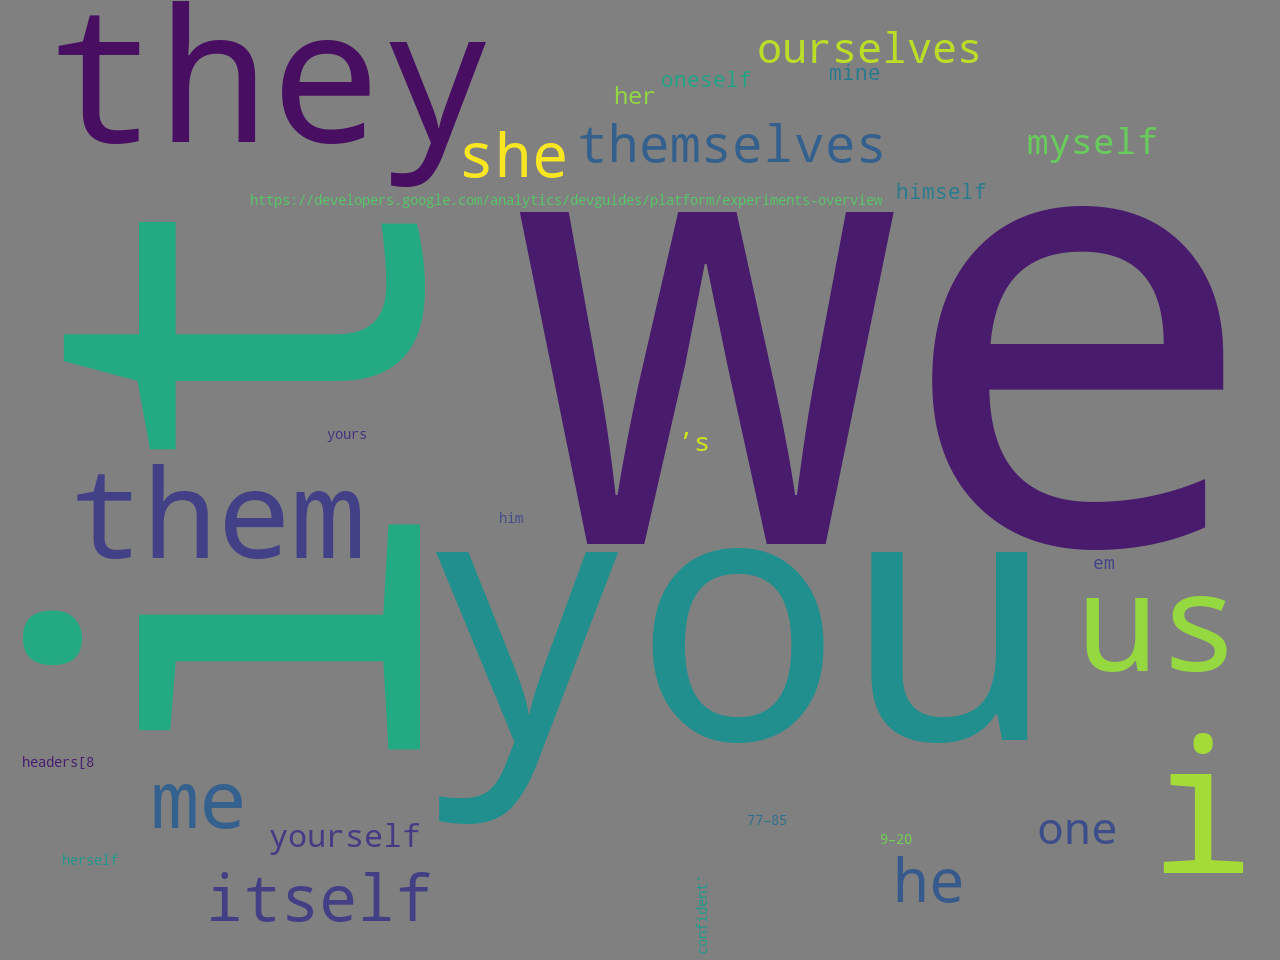 they
ourselves
mine
oneself
her
she
themselves
myself
himself
https://developers.google.com/analytics/devguides/platform/experiments-overview
we
it
yours
’s
them
him
you
em
us
i
headers[8
me
yourself
77–85
9–20
one
herself
itself
he
confident’